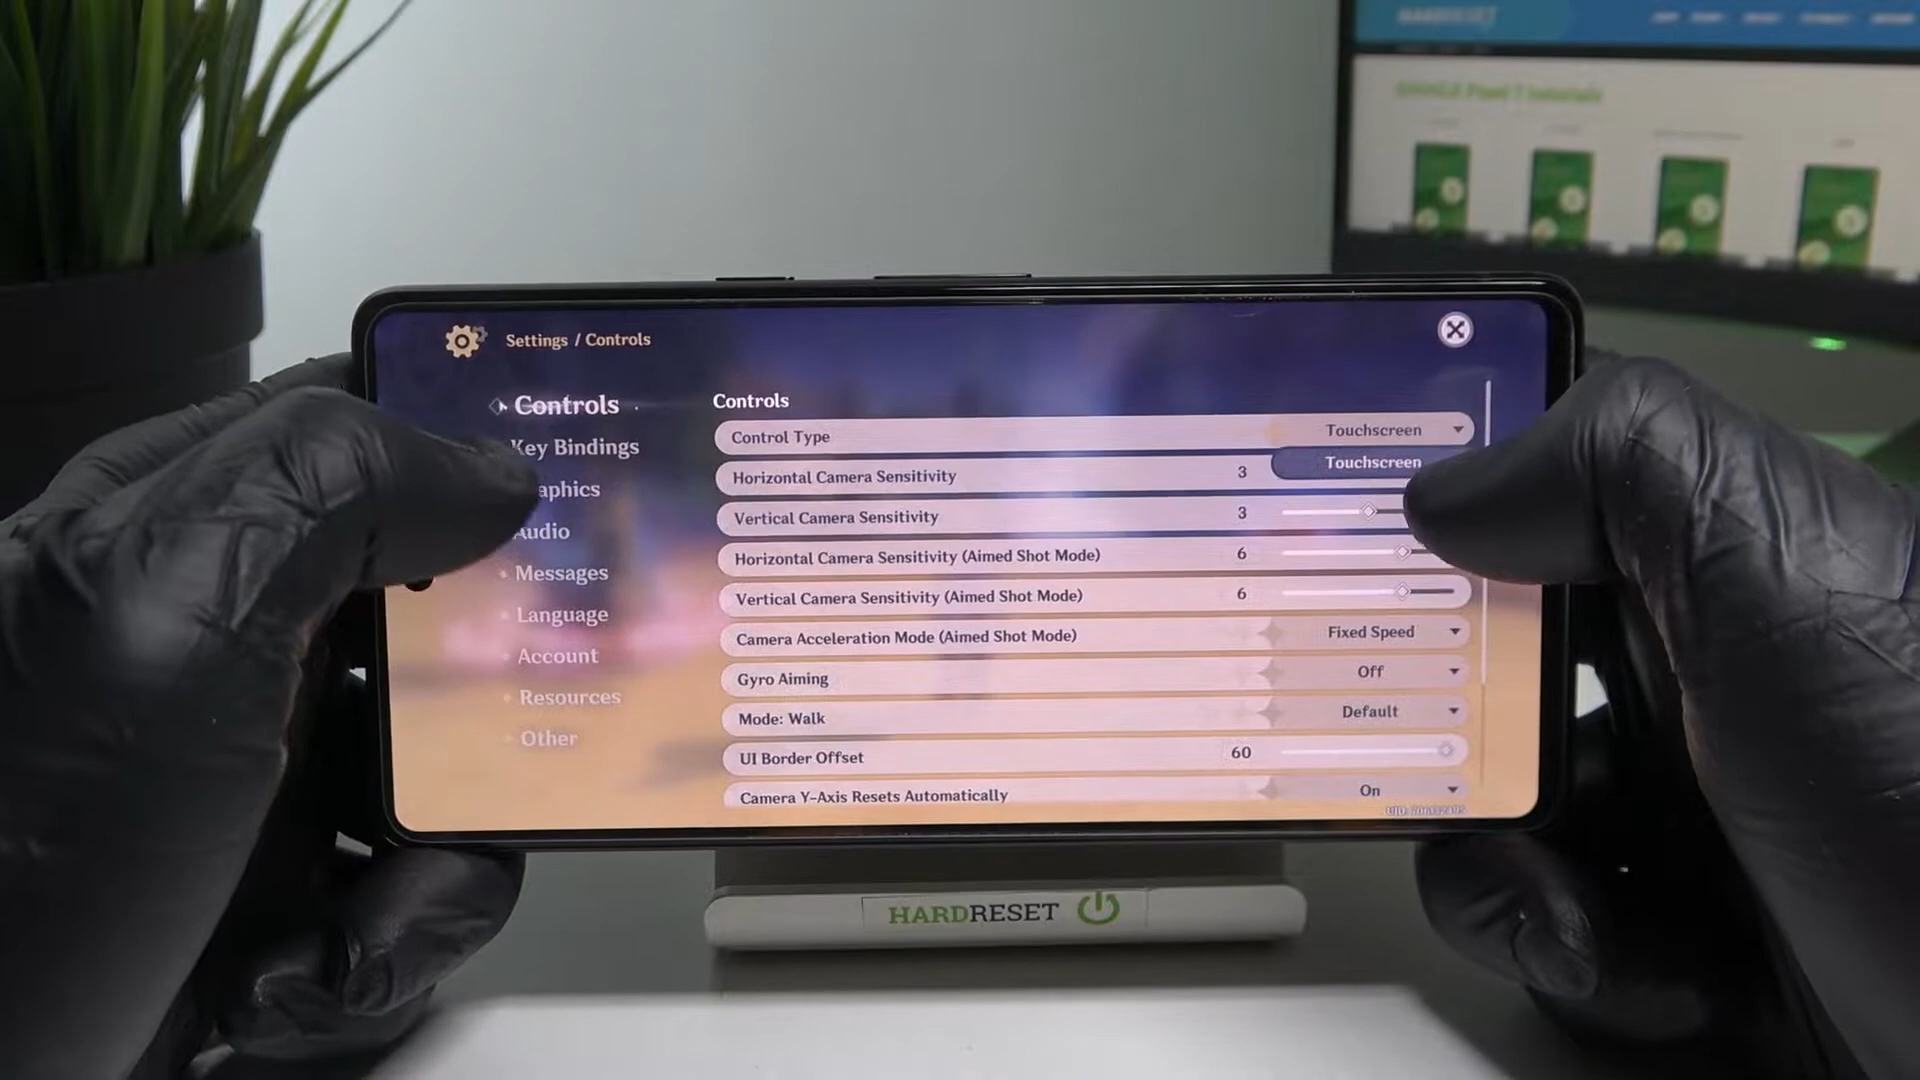 HARDRESET
Settings / Controls
Controls
Key Bindings
aphics
Audio
Messages
Language
Account
Resources
Other
Controls
Control Type
Touchscreen
Touchscreen
Horizontal Camera Sensitivity 3
Vertical Camera Sensitivity 3
Horizontal Camera Sensitivity (Aimed Shot Mode) 6
Vertical Camera Sensitivity (Aimed Shot Mode) 6
Camera Acceleration Mode (Aimed Shot Mode) Fixed Speed
Gyro Aiming Off
Mode: Walk Default
UI Border Offset 60
Camera Y-Axis Resets Automatically On
HARDRESET